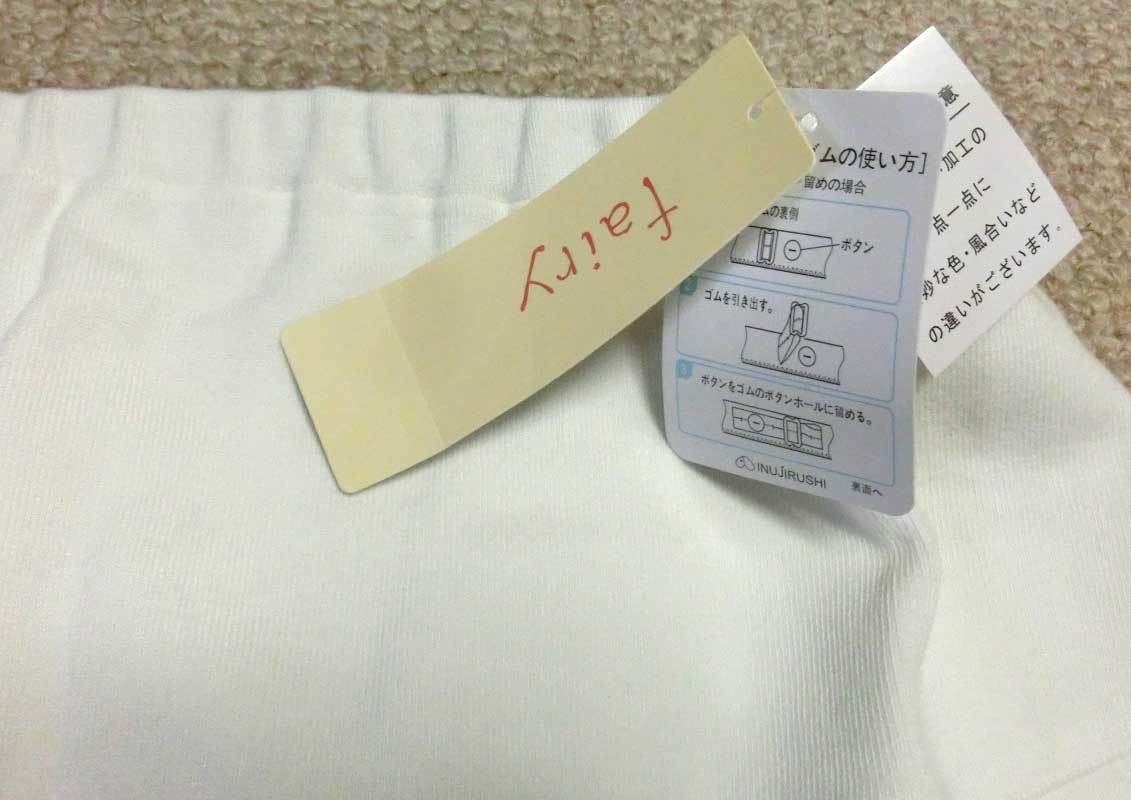 fairy
ムの使い方]
留めの場合
ムの裏側
ボタン
2
ゴムを引き出す。
3
ボタンをゴムのボタンホールに留める。
INUJIRUSHI
裏面へ
意
加工の
点一点に
妙な色・風合いなど
の違いがございます。